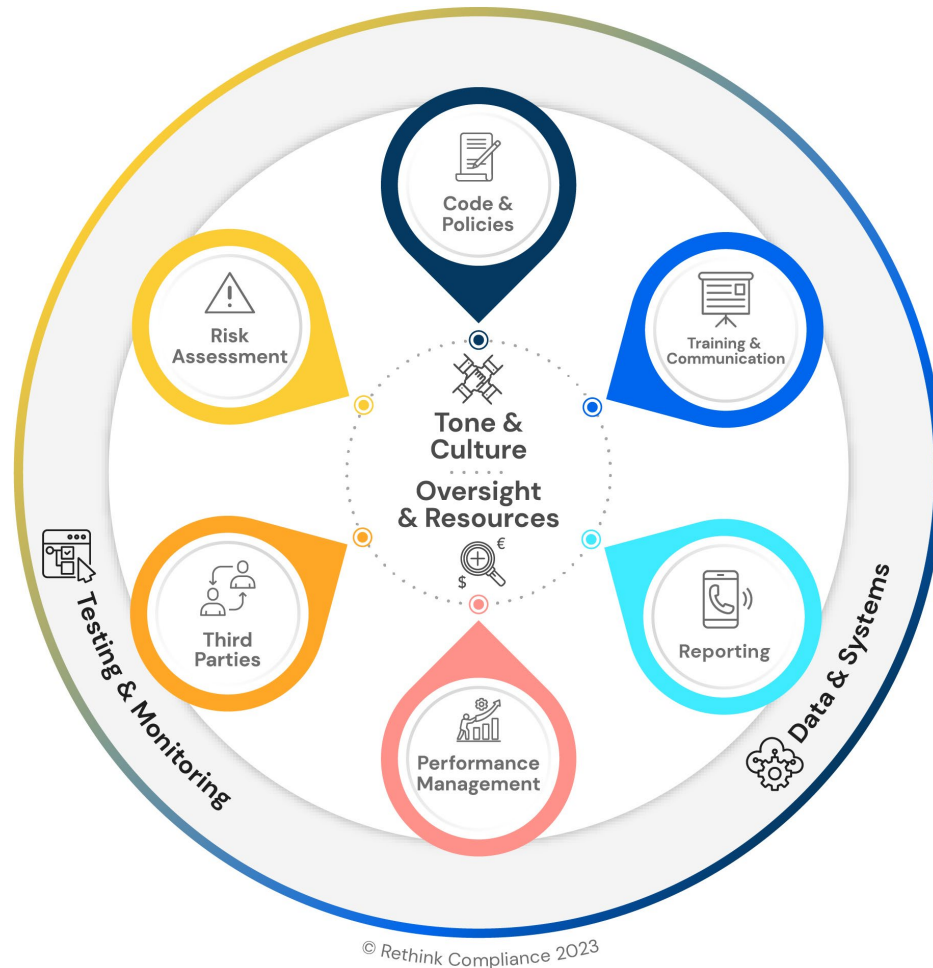 Code &
Policies
Risk
Assessment
Training &
Communication
Tone &
Culture
Oversight
& Resources
€
$
Third
Parties
Reporting
Performance
Management
Testing & Monitoring
Data & Systems
© Rethink Compliance 2023